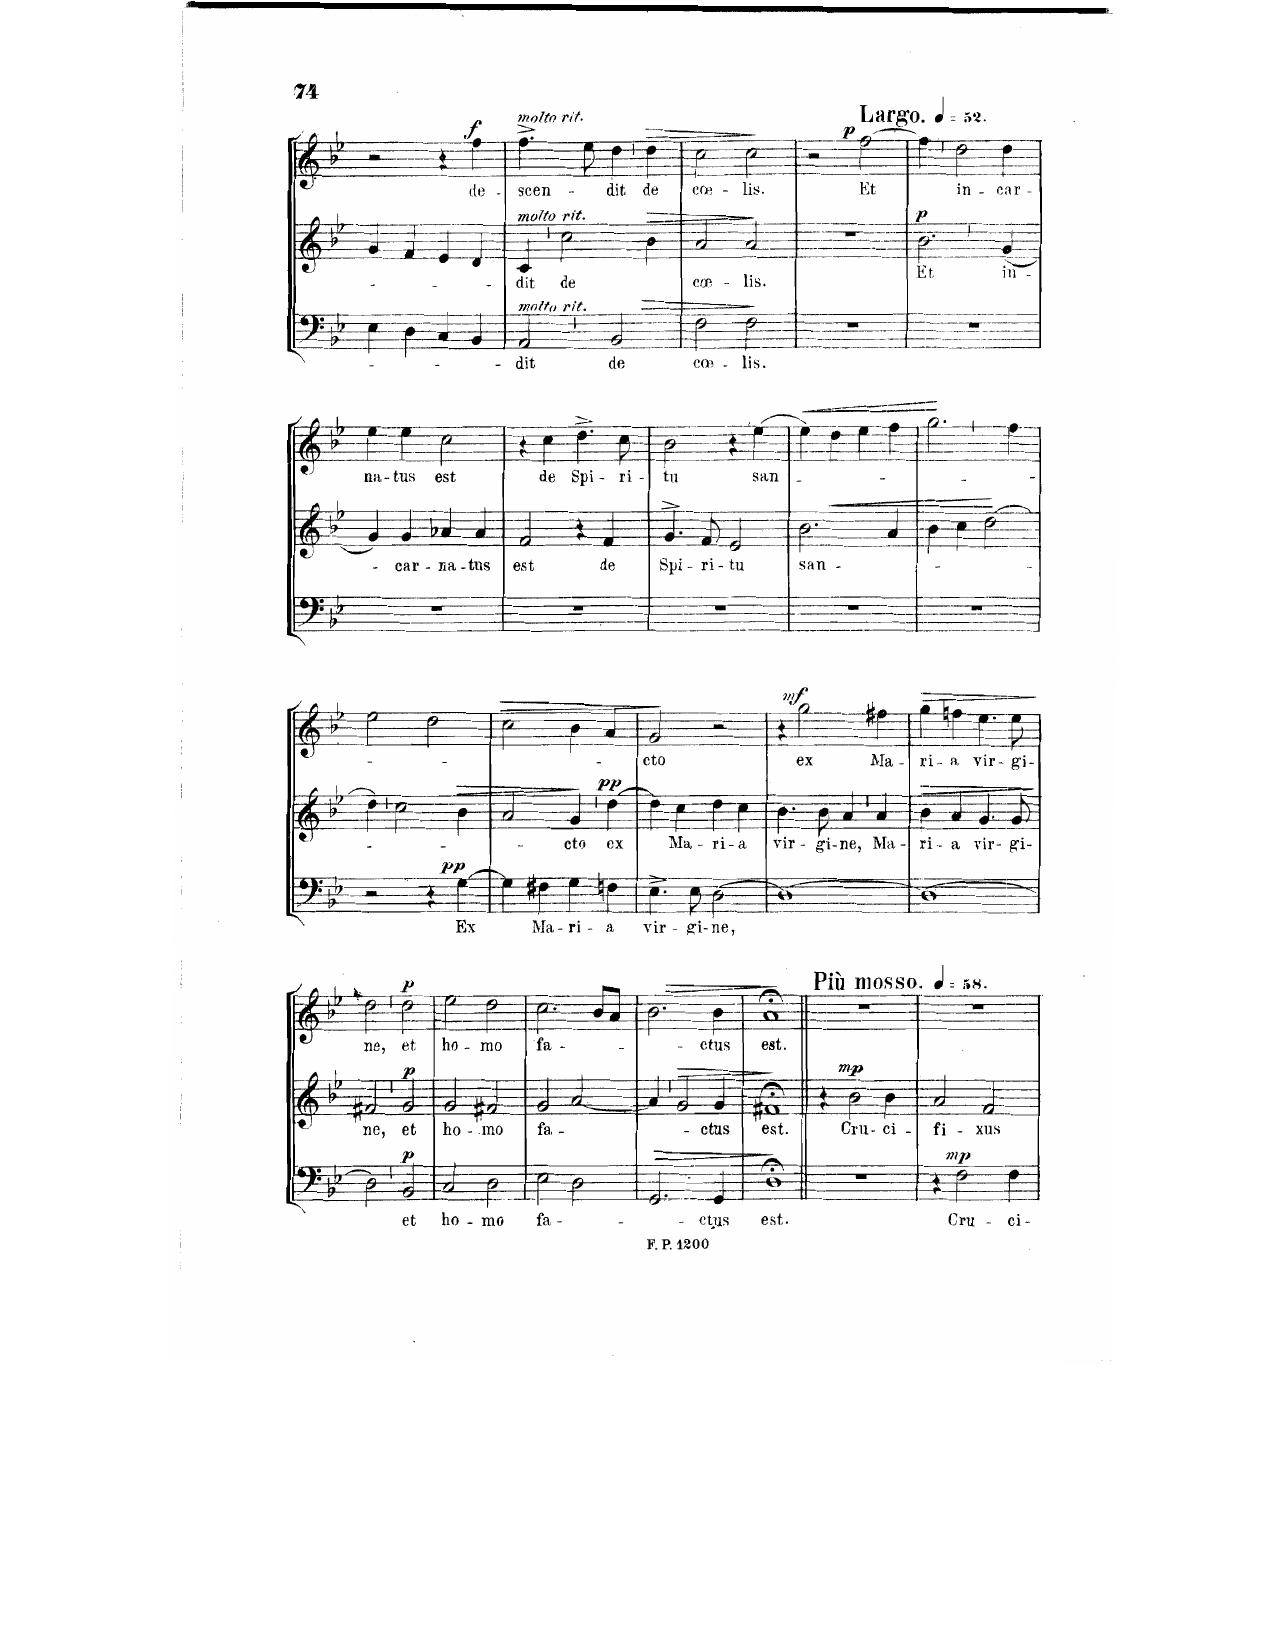 74
Largo. ♩ = 52.
molto rit.
f
p
de - scen - dit de cœ - lis. Et in - car -
molto rit.
p
- - dit de cœ - lis. Et in -
molto rit.
- - dit de cœ - lis.
na - tus est de Spi - ri - tu san - - - -
- car - na - tus est de Spi - ri - tu san - - -
mf
- - - cto ex Ma - ri - a vir - gi -
pp
- - - cto ex Ma - ri - a vir - gi - ne, Ma - ri - a vir - gi -
pp
Ex Ma - ri - a vir - gi - ne,
Più mosso. ♩ = 58.
p
ne, et ho - mo fa - - - ctus est.
p
mp
ne, et ho - mo fa - - ctus est. Cru - ci - fi - xus
p
mp
et ho - mo fa - - - ctus est. Cru - ci -
F. P. 1200